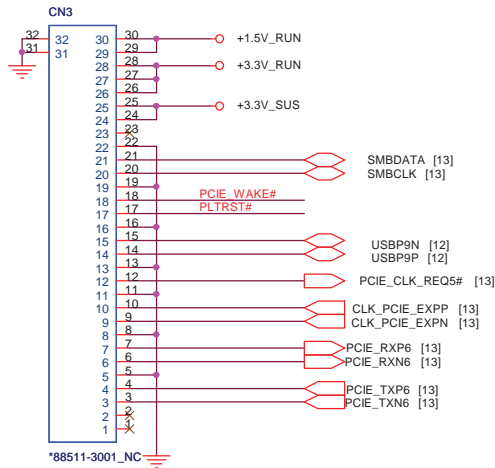 CN3
32 32 30 30 +1.5V_RUN
31 31 29 29
28 28 +3.3V_RUN
27 27
26 26
25 25 +3.3V_SUS
24 24
23 23
22 22
21 21 SMBDATA [13]
20 20 SMBCLK [13]
19 19
18 18 PCIE_WAKE#
17 17 PLTRST#
16 16
15 15 USBP9N [12]
14 14 USBP9P [12]
13 13
12 12 PCIE_CLK_REQ5# [13]
11 11
10 10 CLK_PCIE_EXPP [13]
9 9 CLK_PCIE_EXPN [13]
8 8
7 7 PCIE_RXP6 [13]
6 6 PCIE_RXN6 [13]
5 5
4 4 PCIE_TXP6 [13]
3 3 PCIE_TXN6 [13]
2 2
1 1
*88511-3001_NC